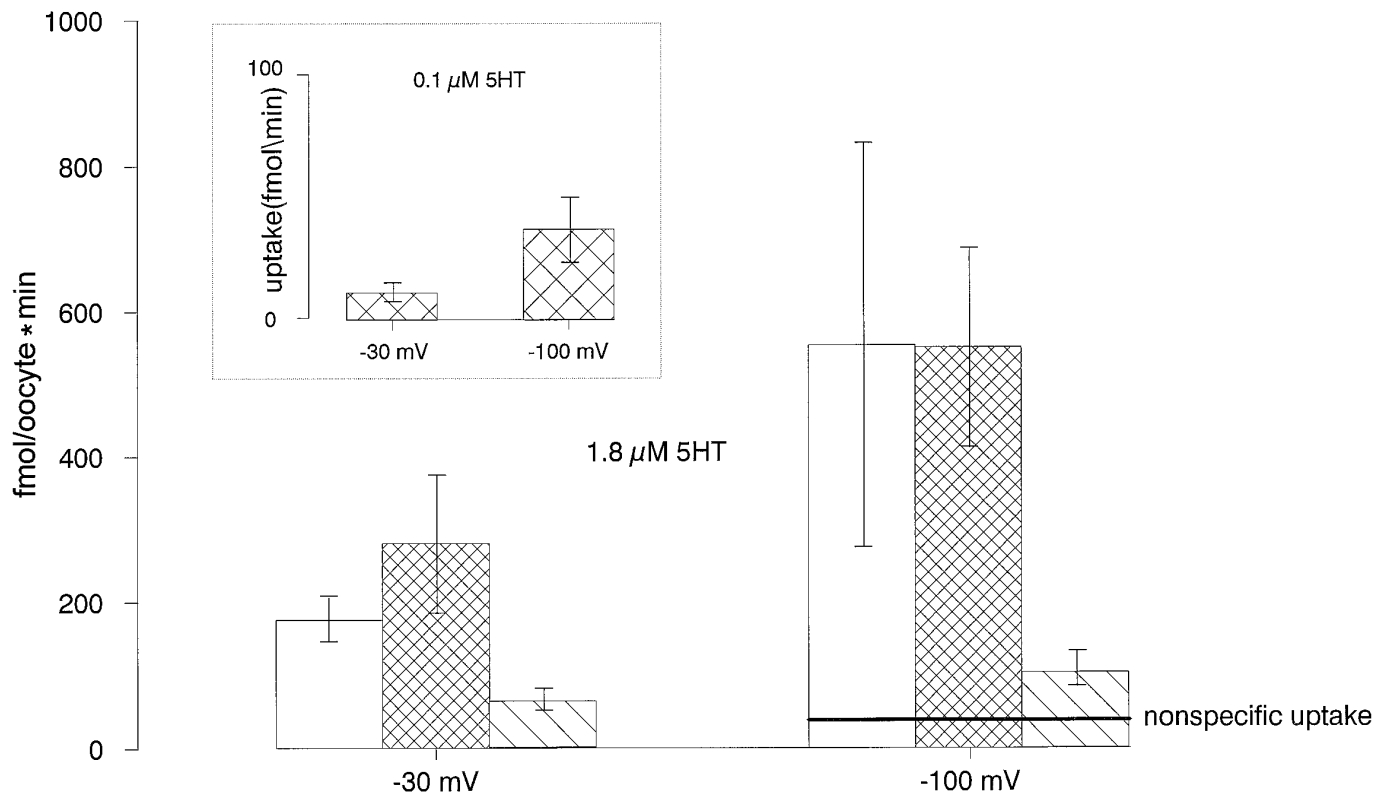 1000
800
600
400
200
0
fmol/oocyte*min
100
0
uptake(fmol\min)
0.1 µM 5HT
-30 mV
-100 mV
1.8 µM 5HT
nonspecific uptake
-30 mV
-100 mV